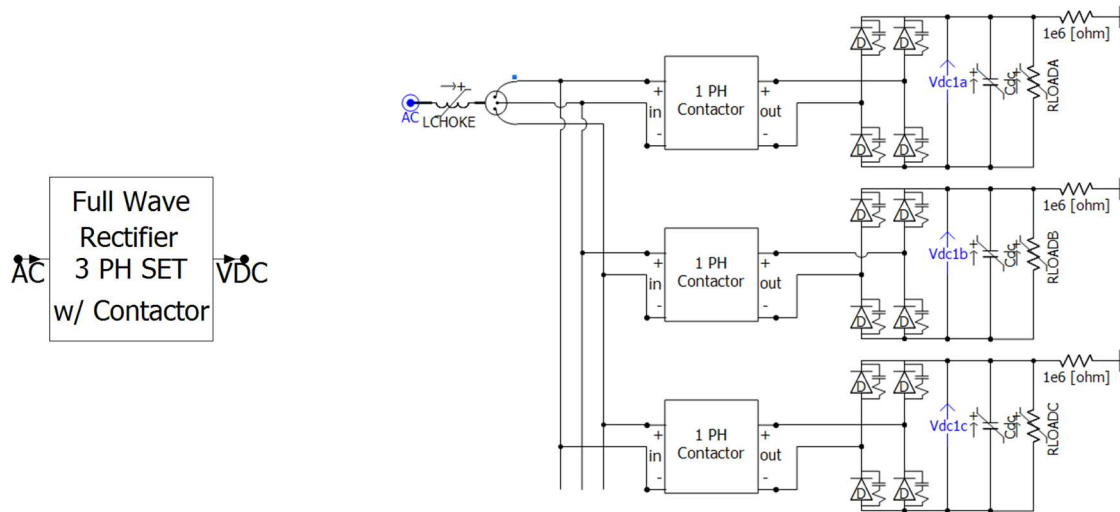 Full Wave
Rectifier
3 PH SET
w/ Contactor
AC
VDC
AC
LCHOKE
+
+
in
-
1 PH
Contactor
+
out
-
D
D
D
D
Vdc1a
+
Cdc
+
RLOADA
1e6 [ohm]
+
in
-
1 PH
Contactor
+
out
-
D
D
D
D
Vdc1b
+
Cdc
+
RLOADB
1e6 [ohm]
+
in
-
1 PH
Contactor
+
out
-
D
D
D
D
Vdc1c
+
Cdc
+
RLOADC
1e6 [ohm]